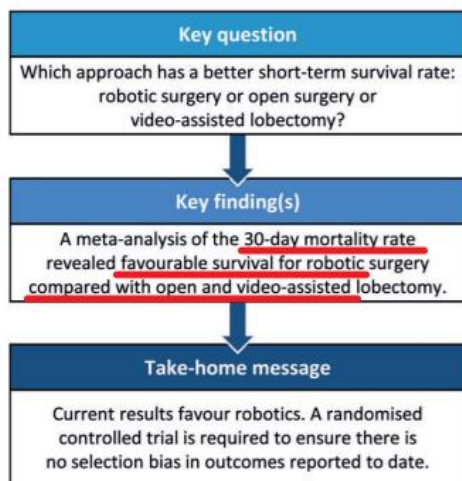 Key question
Which approach has a better short-term survival rate:
robotic surgery or open surgery or
video-assisted lobectomy?
Key finding(s)
A meta-analysis of the 30-day mortality rate
revealed favourable survival for robotic surgery
compared with open and video-assisted lobectomy.
Take-home message
Current results favour robotics. A randomised
controlled trial is required to ensure there is
no selection bias in outcomes reported to date.